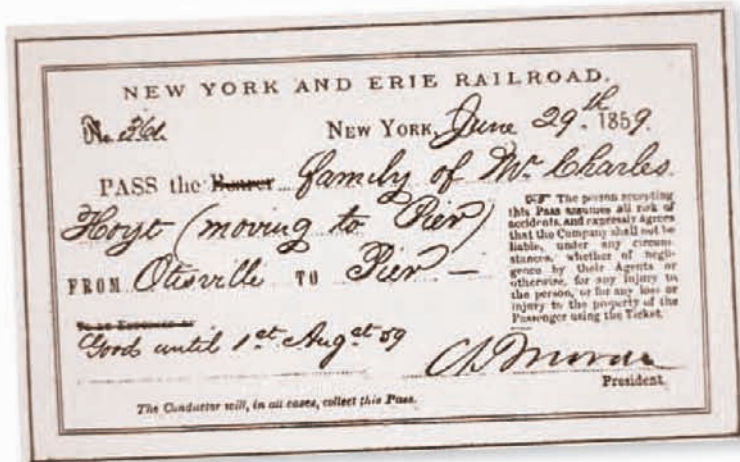 NEW YORK AND ERIE RAILROAD.
No.
NEW YORK, June 29.th 1859.
PASS the Bearer family of Mr. Charles
Hoyt (moving to Pier)
FROM Otisville TO Pier —
☞ The person accepting
this Pass assumes all risk of
accidents, and expressly agrees
that the Company shall not be
liable, under any circum-
stances, whether of negli-
gence by their Agents or
otherwise, for any injury to
the person, or for any loss or
injury to the property of the
Passenger using the Ticket.
Good until 1st Augst 59
President.
The Conductor will, in all cases, collect this Pass.